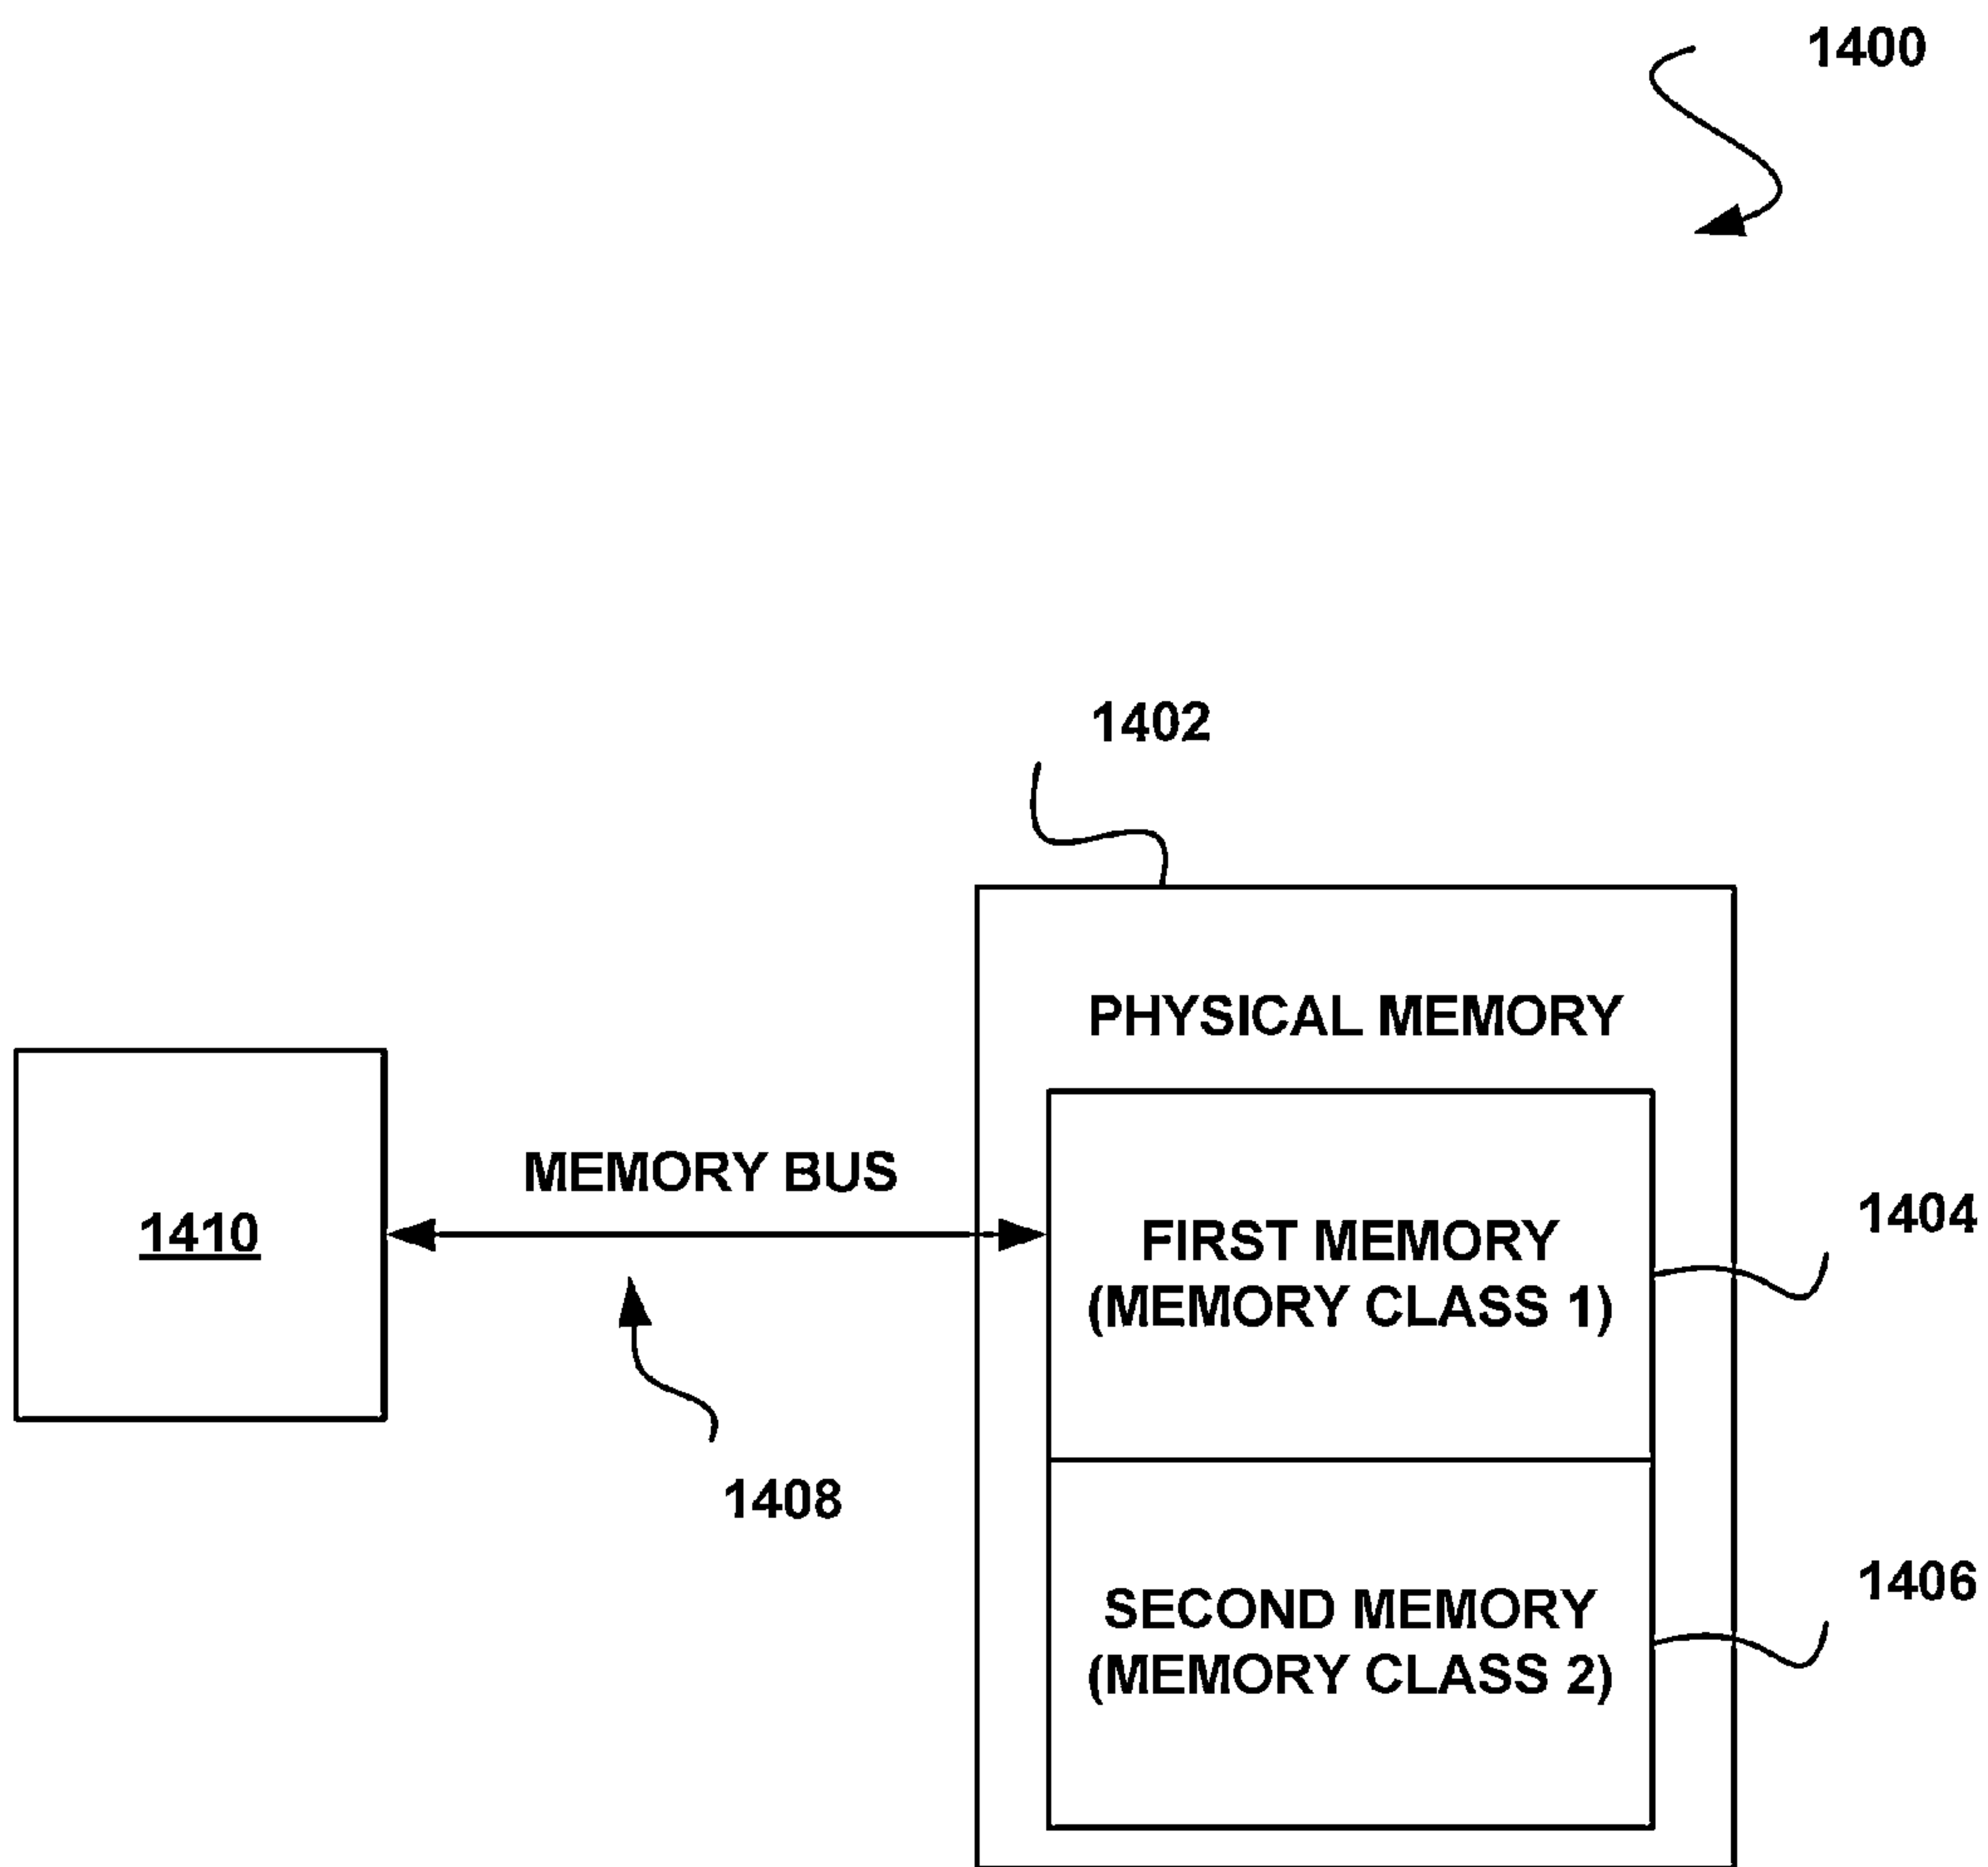 1400
1402
PHYSICAL MEMORY
MEMORY BUS
1410
FIRST MEMORY
(MEMORY CLASS 1)
1404
1408
SECOND MEMORY
(MEMORY CLASS 2)
1406